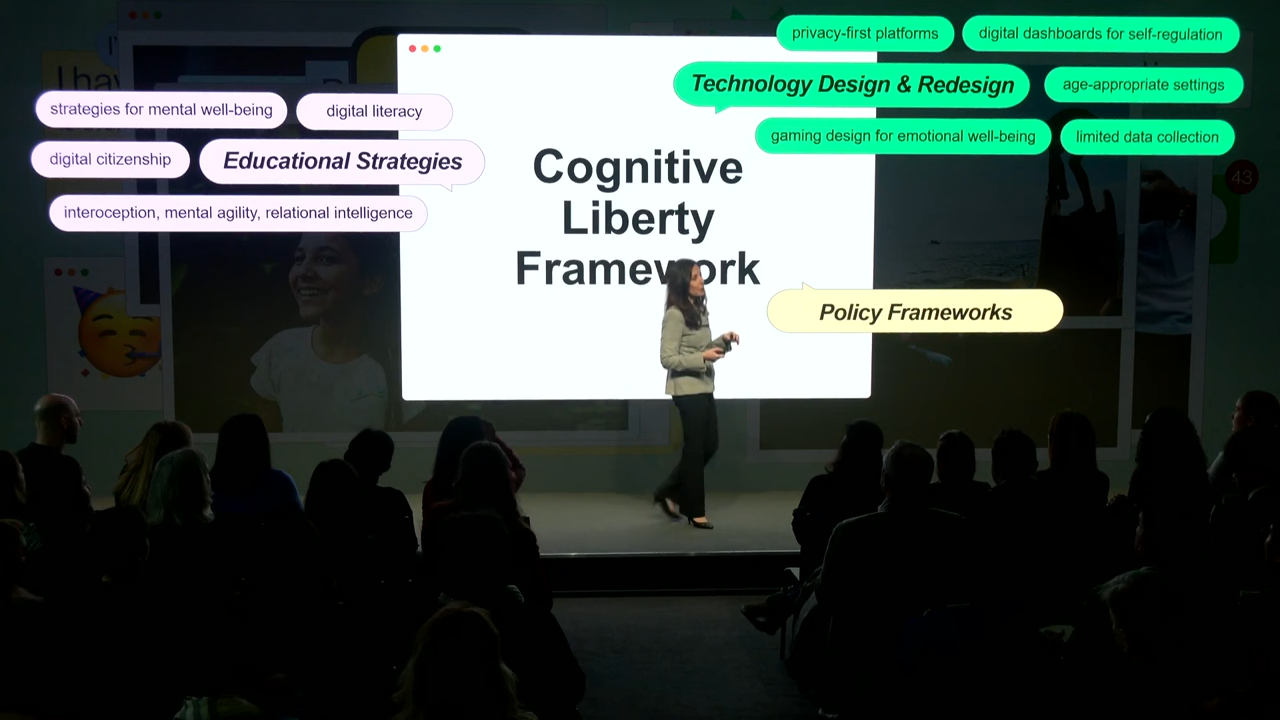 privacy-first platforms
digital dashboards for self-regulation
Technology Design & Redesign
age-appropriate settings
gaming design for emotional well-being
limited data collection
strategies for mental well-being
digital literacy
digital citizenship
Educational Strategies
interoception, mental agility, relational intelligence
Cognitive
Liberty
Framework
Policy Frameworks
43
I hav